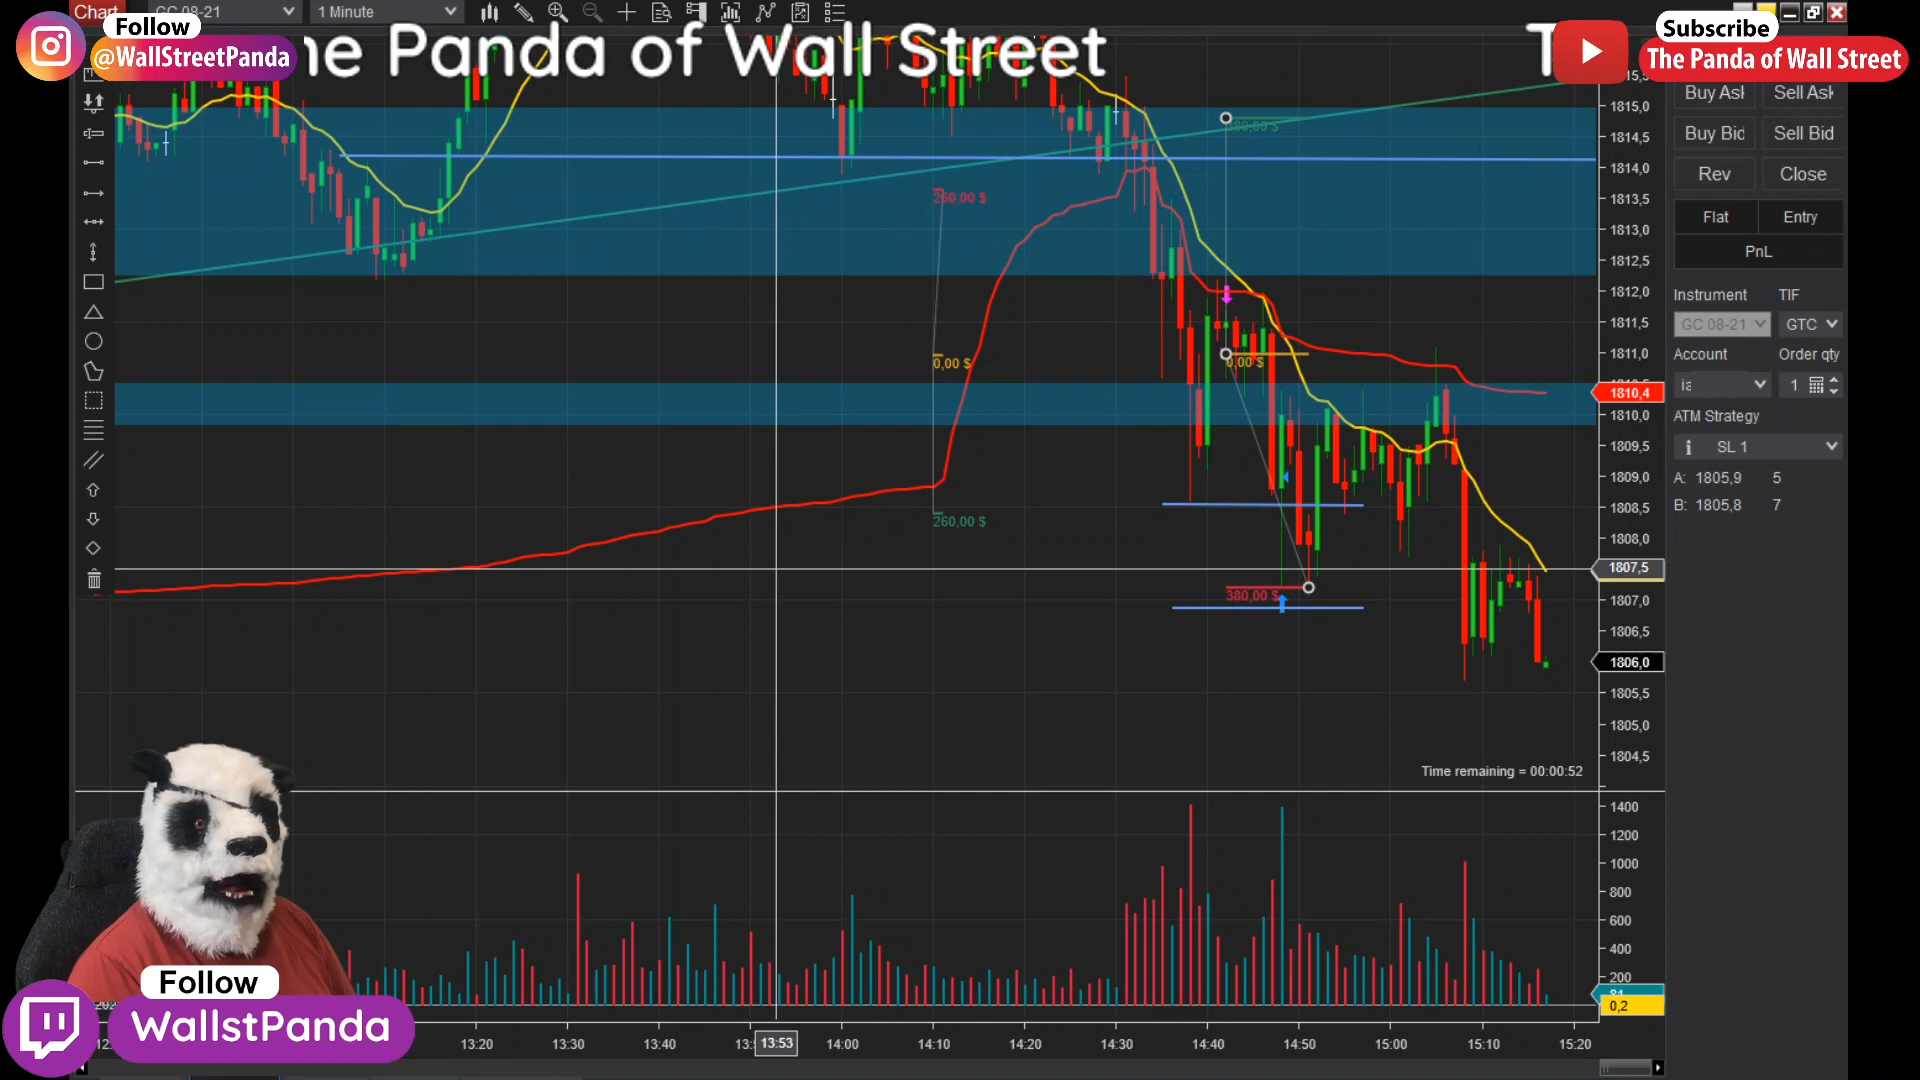 Chart
GC 08-21
1 Minute
Follow
@WallStreetPanda
he Panda of Wall Street
T
Subscribe
The Panda of Wall Street
Buy Ask
Sell Ask
Buy Bid
Sell Bid
Rev
Close
Flat
Entry
PnL
Instrument
TIF
GC 08-21
GTC
Account
Order qty
1
ATM Strategy
SL 1
A: 1805,9 5
B: 1805,8 7
1815,0
1814,5
1814,0
1813,5
1813,0
1812,5
1812,0
1811,5
1811,0
1810,4
1810,0
1809,5
1809,0
1808,5
1808,0
1807,5
1807,0
1806,5
1806,0
1805,5
1805,0
1804,5
380,00 $
260,00 $
0,00 $
0,00 $
260,00 $
380,00 $
Time remaining = 00:00:52
1400
1200
1000
800
600
400
200
81
0,2
13:20
13:30
13:40
13:53
14:00
14:10
14:20
14:30
14:40
14:50
15:00
15:10
15:20
Follow
WallstPanda